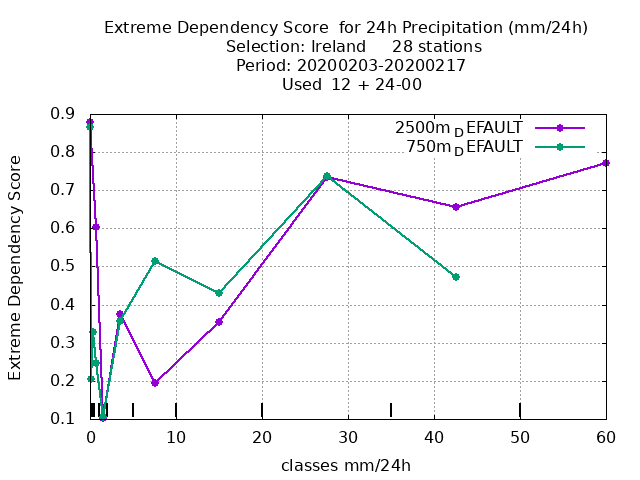 Extreme Dependency Score  for 24h Precipitation (mm/24h)
Selection: Ireland     28 stations
Period: 20200203-20200217
Used  12 + 24-00
2500m_DEFAULT
750m_DEFAULT
Extreme Dependency Score
0.9
0.8
0.7
0.6
0.5
0.4
0.3
0.2
0.1
0 10 20 30 40 50 60
classes mm/24h